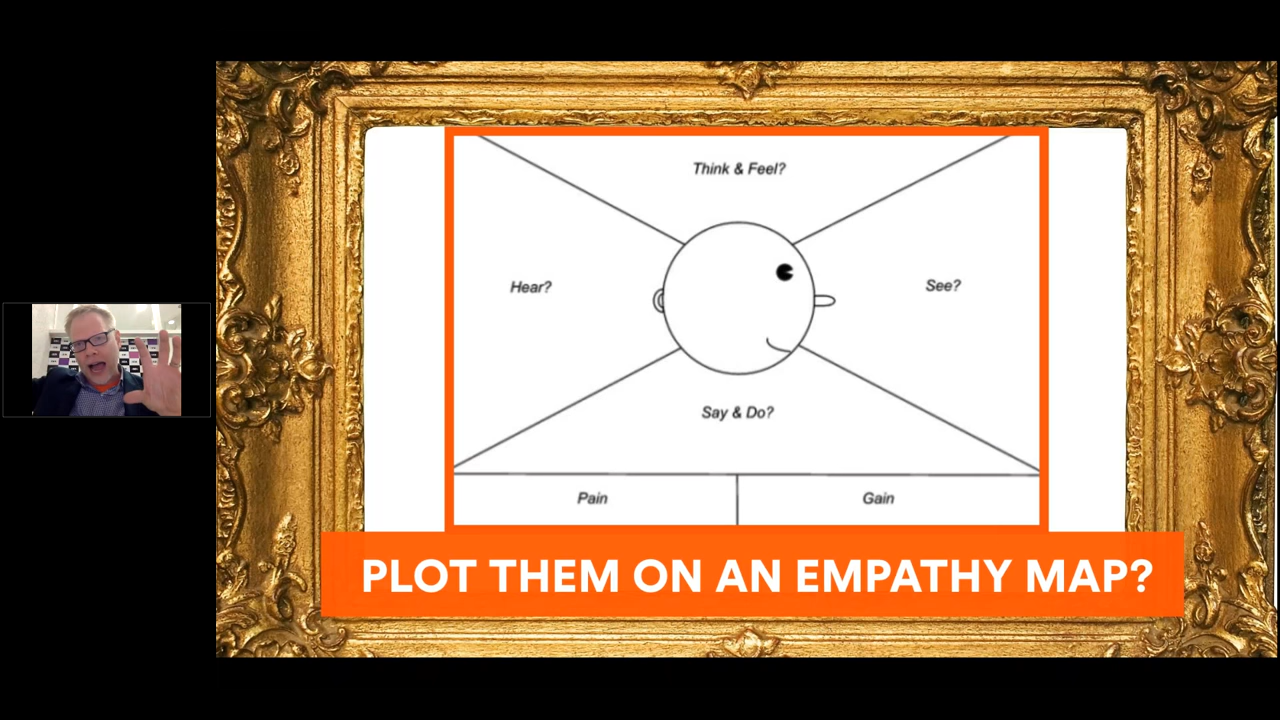 Think & Feel?
Hear?
See?
Say & Do?
Pain
Gain
PLOT THEM ON AN EMPATHY MAP?